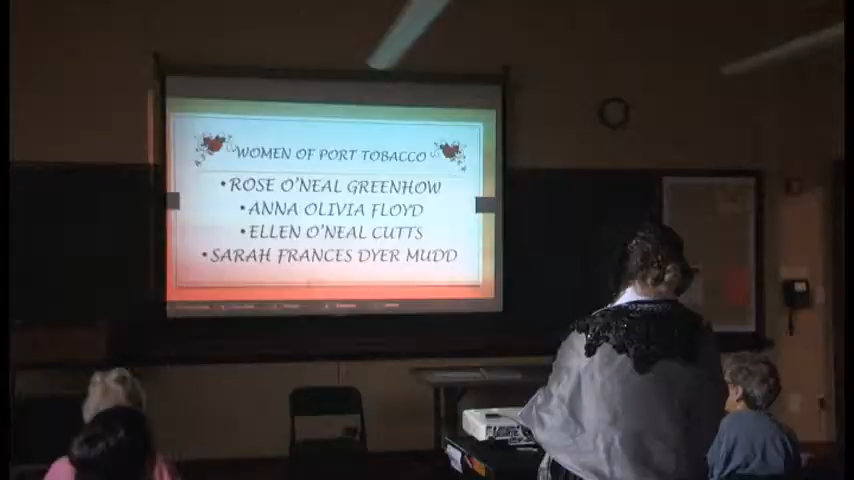 WOMEN OF PORT TOBACCO
•ROSE O'NEAL GREENHOW
•ANNA OLIVIA FLOYD
•ELLEN O'NEAL CUTTS
•SARAH FRANCES DYER MUDD